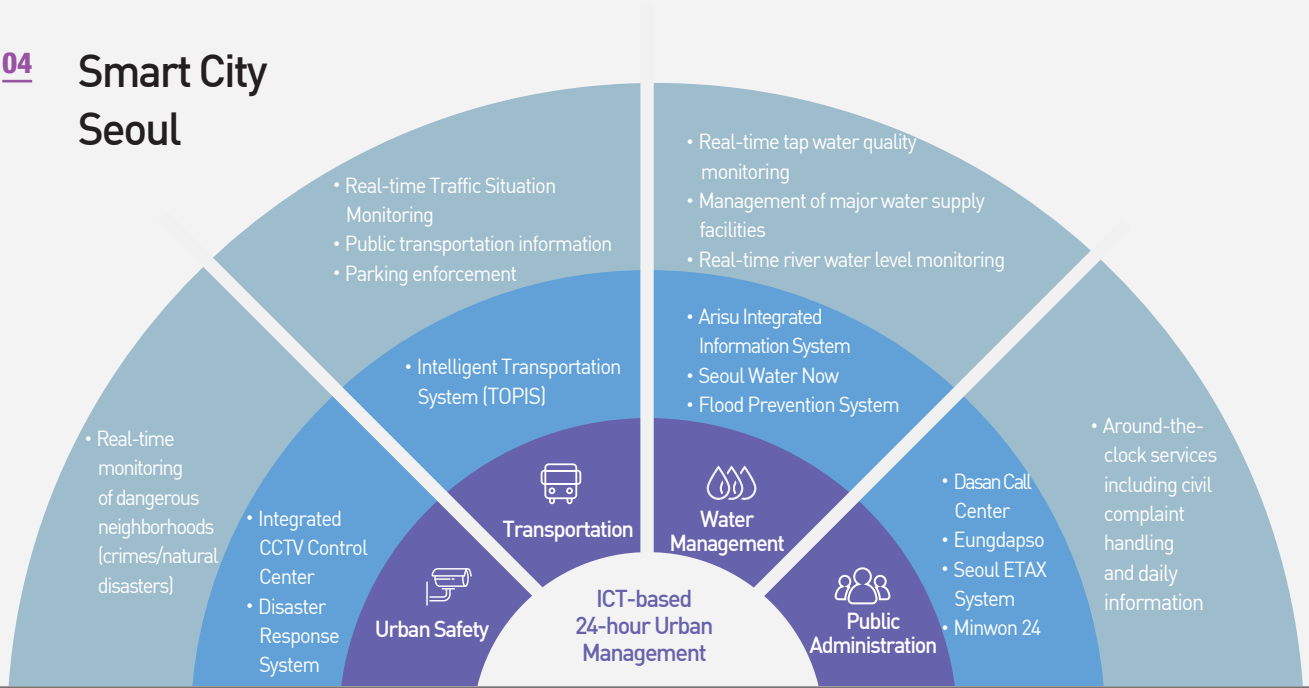 04
Smart City
Seoul
• Real-time
monitoring
of dangerous
neighborhoods
(crimes/natural
disasters)
• Integrated
CCTV Control
Center
• Disaster
Response
System
Urban Safety
• Real-time Traffic Situation
Monitoring
• Public transportation information
• Parking enforcement
• Intelligent Transportation
System (TOPIS)
Transportation
• Real-time tap water quality
monitoring
• Management of major water supply
facilities
• Real-time river water level monitoring
• Arisu Integrated
Information System
• Seoul Water Now
• Flood Prevention System
Water
Management
• Around-the-
clock services
including civil
complaint
handling
and daily
information
• Dasan Call
Center
• Eungdapso
• Seoul ETAX
System
• Minwon 24
Public
Administration
ICT-based
24-hour Urban
Management